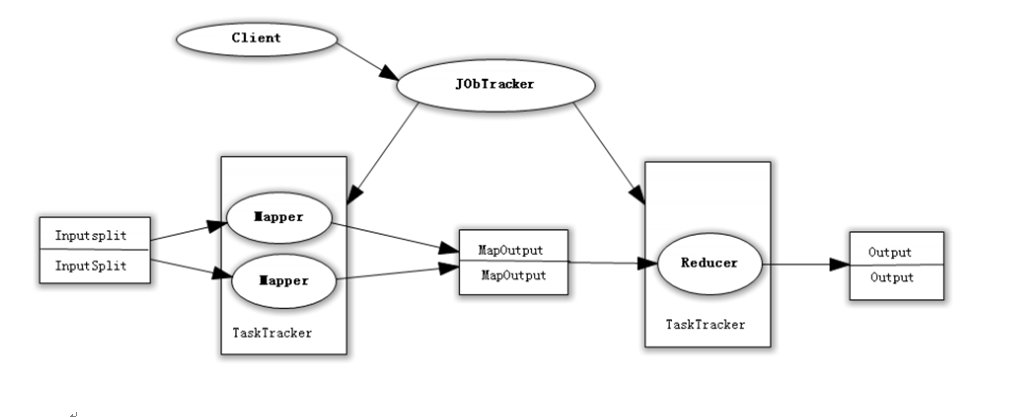 Client
JObTracker
Mapper
Inputsplit
InputSplit
Mapper
TaskTracker
MapOutput
MapOutput
Reducer
TaskTracker
Output
Output